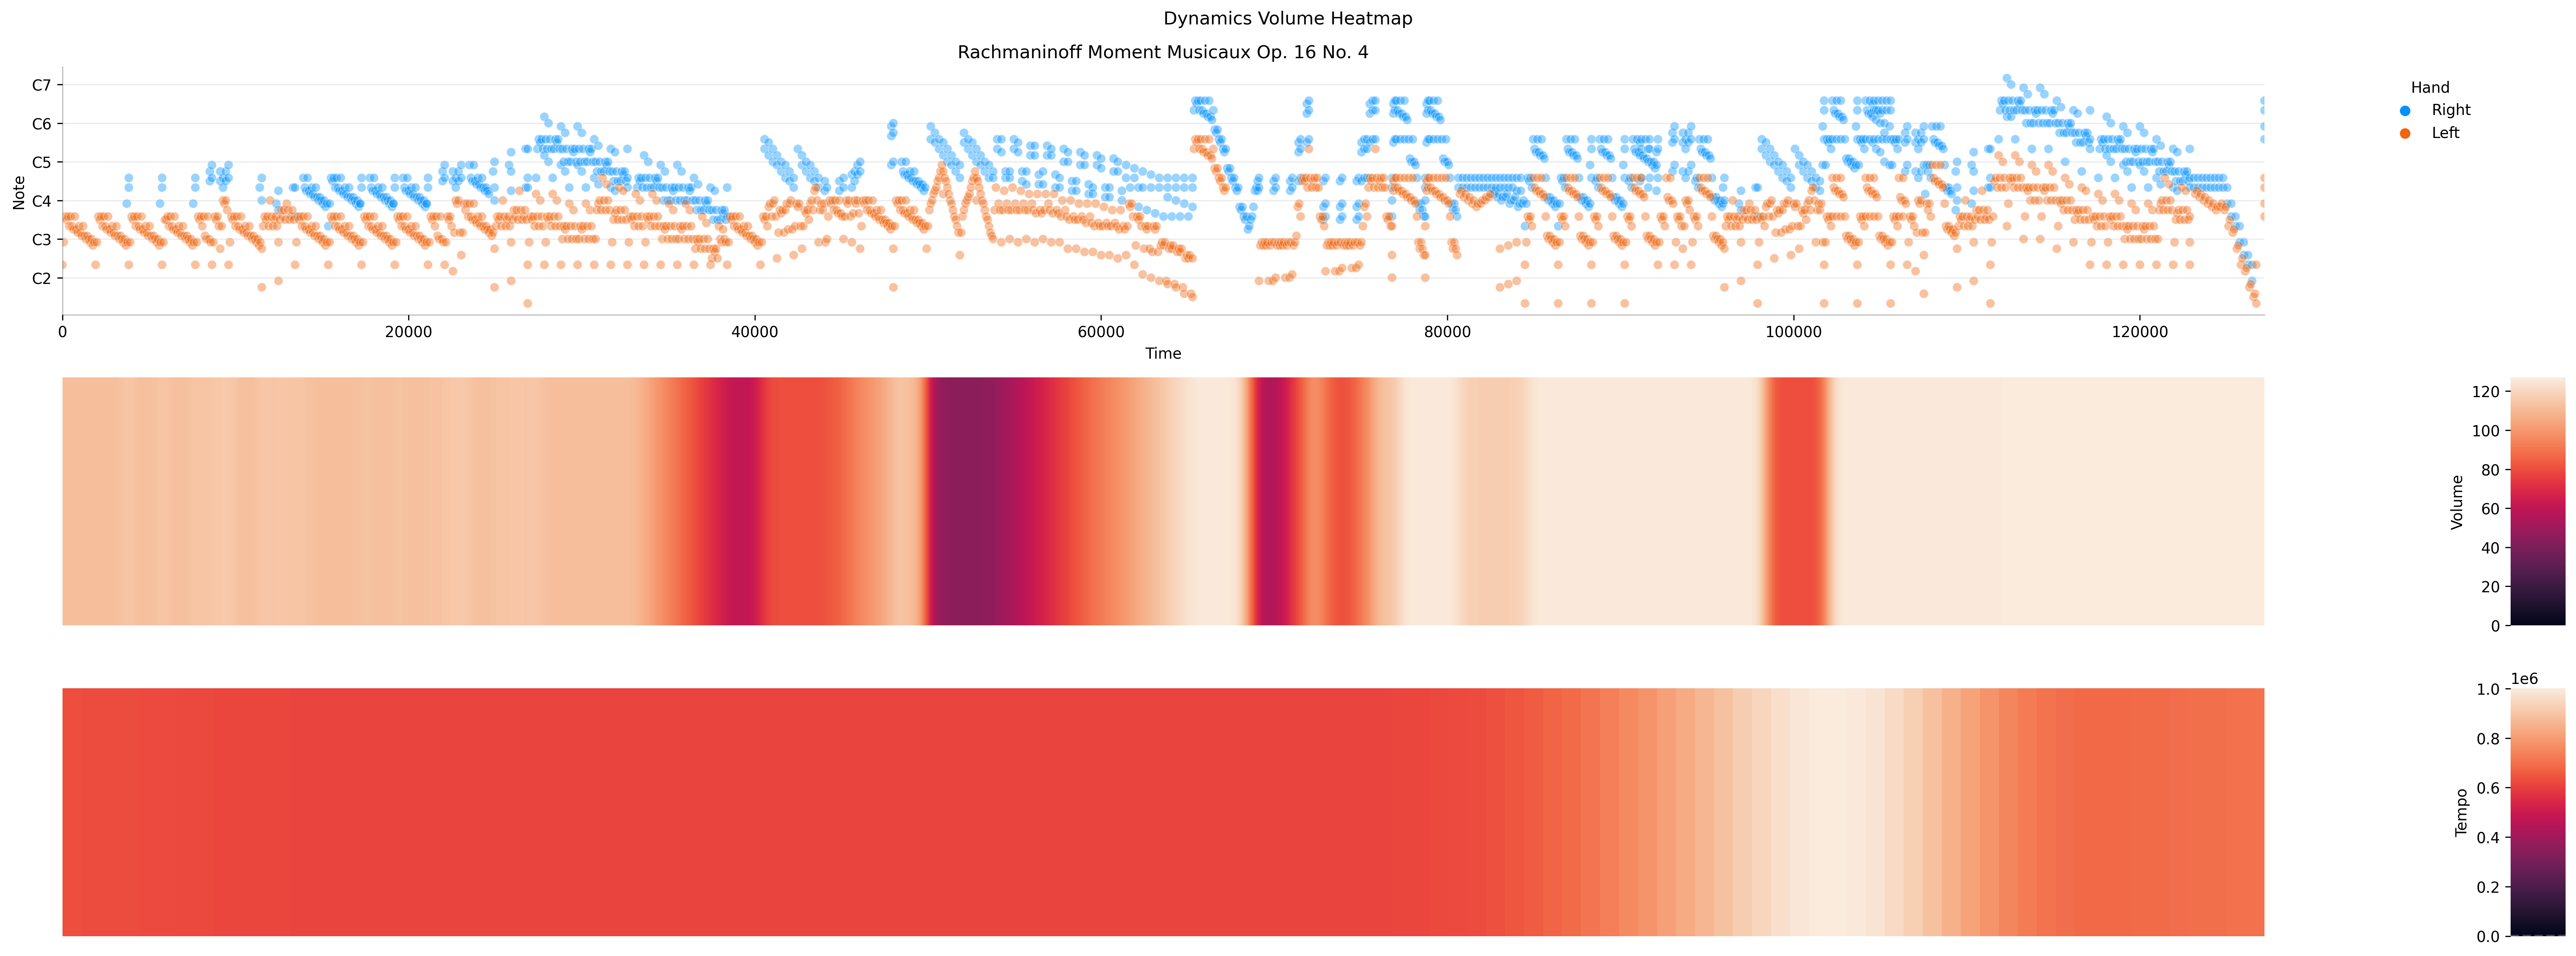 Dynamics Volume Heatmap
Rachmaninoff Moment Musicaux Op. 16 No. 4
C7
C6
C5
C4
C3
C2
Note
0 20000 40000 60000 80000 100000 120000
Time
Hand
Right
Left
120
100
80
60
40
20
0
Volume
1e6
1.0
0.8
0.6
0.4
0.2
0.0
Tempo